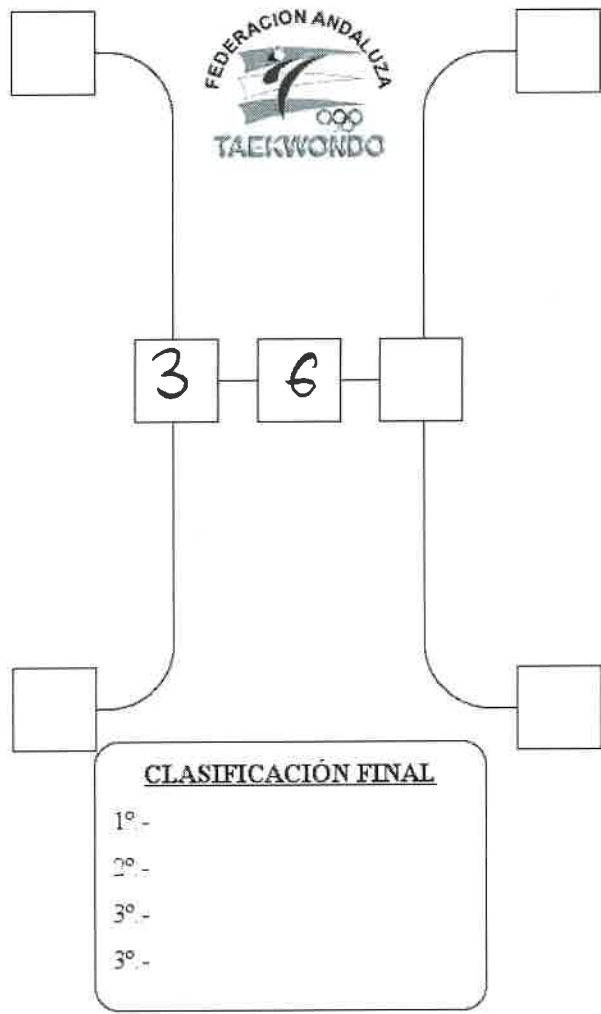 FEDERACION ANDALUZA
TAEKWONDO
3 6
CLASIFICACIÓN FINAL
1º.-
2º.-
3º.-
3º.-